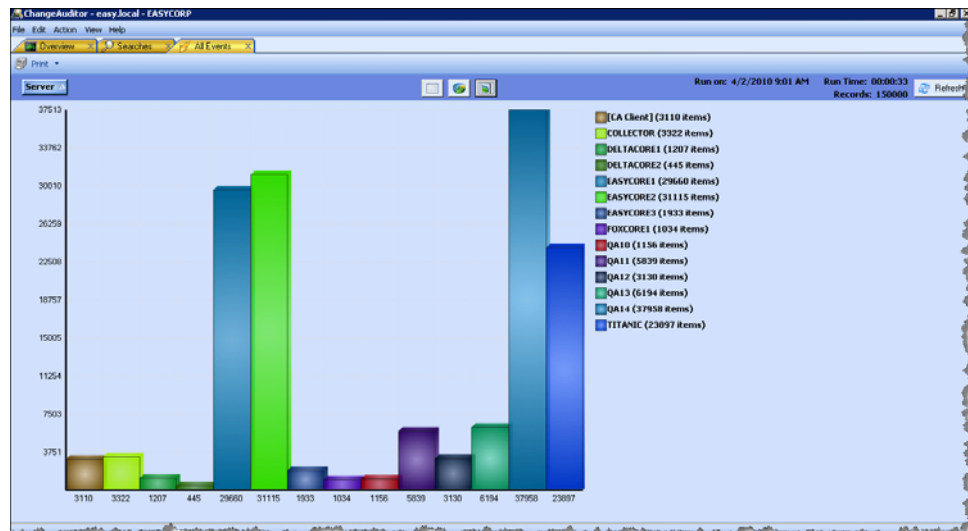 ChangeAuditor - easy.local - EASYCORP
File Edit Action View Help
Overview Searches All Events
Print
Server
Run on: 4/2/2010 9:01 AM Run Time: 00:00:33
Records: 150000
Refresh
37513
33762
30010
26259
22508
18757
15005
11254
7503
3751
[CA Client] (3110 items)
COLLECTOR (3322 items)
DELTACORE1 (1207 items)
DELTACORE2 (445 items)
EASYCORE1 (29660 items)
EASYCORE2 (31115 items)
EASYCORE3 (1933 items)
FOXCORE1 (1034 items)
QA10 (1156 items)
QA11 (5839 items)
QA12 (3130 items)
QA13 (6194 items)
QA14 (37958 items)
TITANIC (23897 items)
3110 3322 1207 445 29660 31115 1933 1034 1156 5839 3130 6194 37958 23897